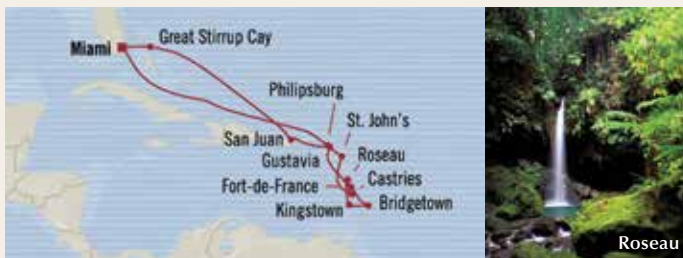 Miami
Great Stirrup Cay
Philipsburg
St. John's
San Juan
Gustavia
Roseau
Fort-de-France
Castries
Kingstown
Bridgetown
Roseau